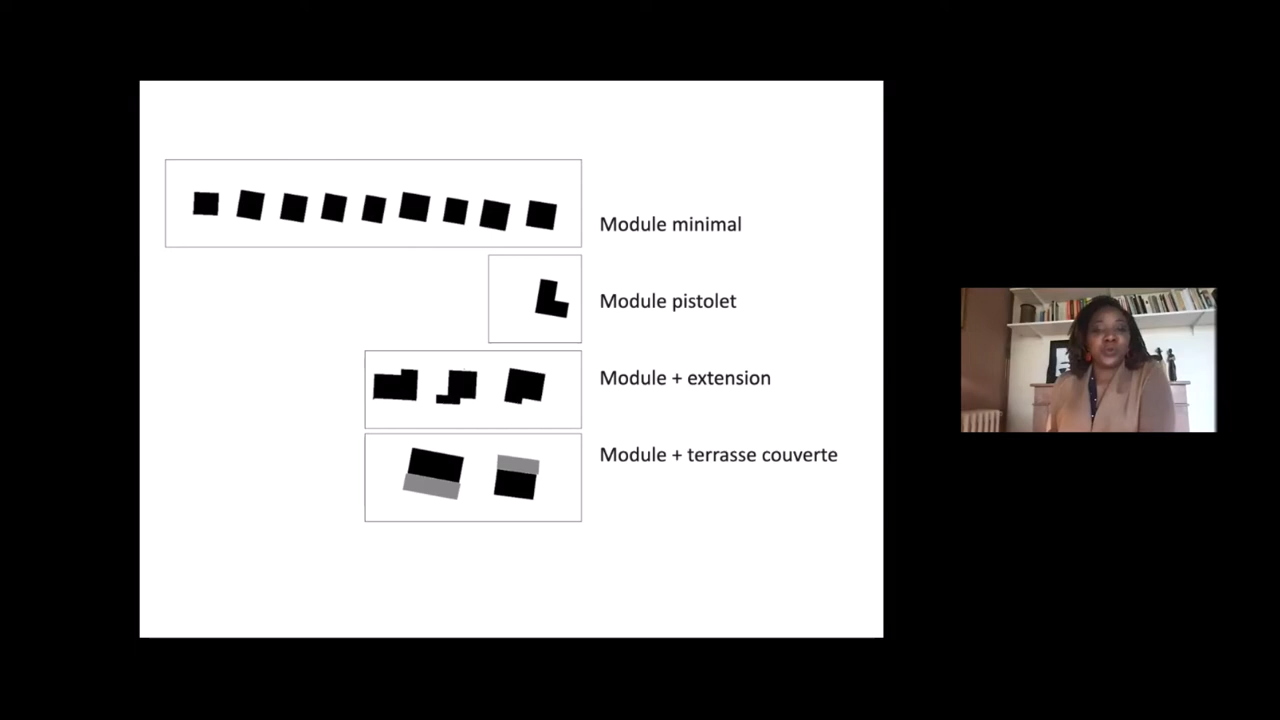 Module minimal
Module pistolet
Module + extension
Module + terrasse couverte